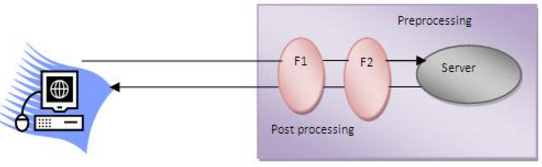 Preprocessing
F1
F2
Server
Post processing